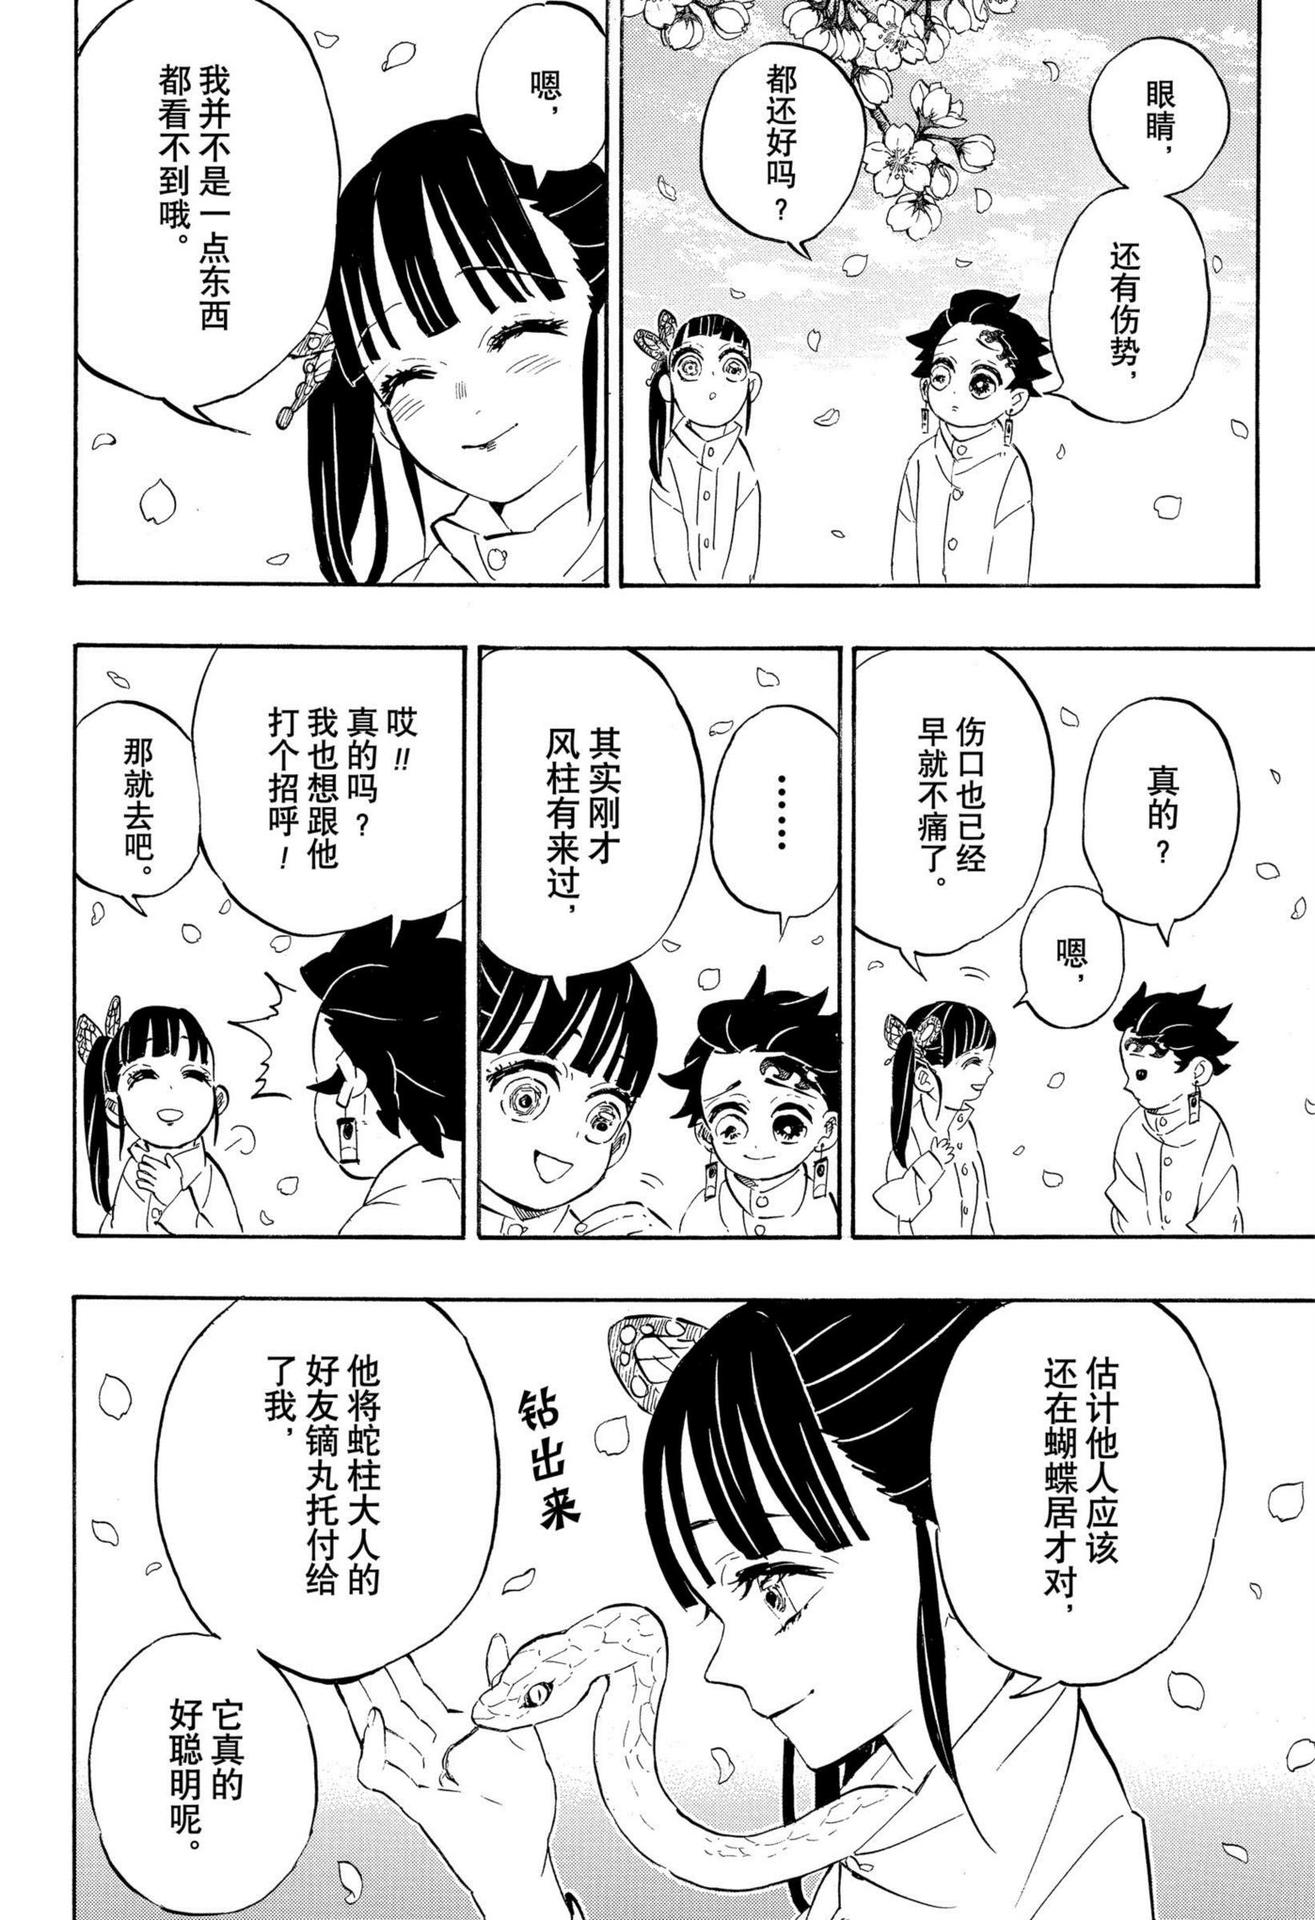 眼睛，
还有伤势，
都还好吗？
嗯，
我并不是一点东西
都看不到哦。
真的？
嗯，
伤口也已经
早就不痛了。
……
其实刚才
风柱有来过，
哎！！
真的吗？
我也想跟他
打个招呼！
那就去吧。
估计他人应该
还在蝴蝶居才对，
钻出来
他将蛇柱大人的
好友镝丸托付给
了我，
它真的
好聪明呢。